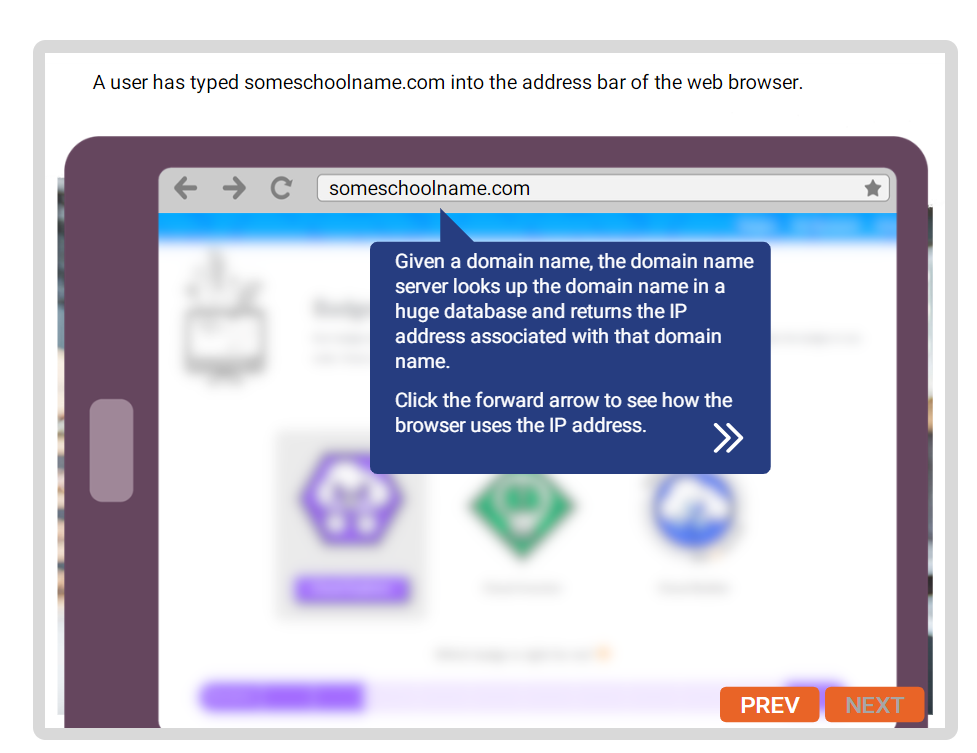 A user has typed someschoolname.com into the address bar of the web browser.
someschoolname.com
Given a domain name, the domain name
server looks up the domain name in a
huge database and returns the IP
address associated with that domain
name.
Click the forward arrow to see how the
browser uses the IP address.
PREV NEXT